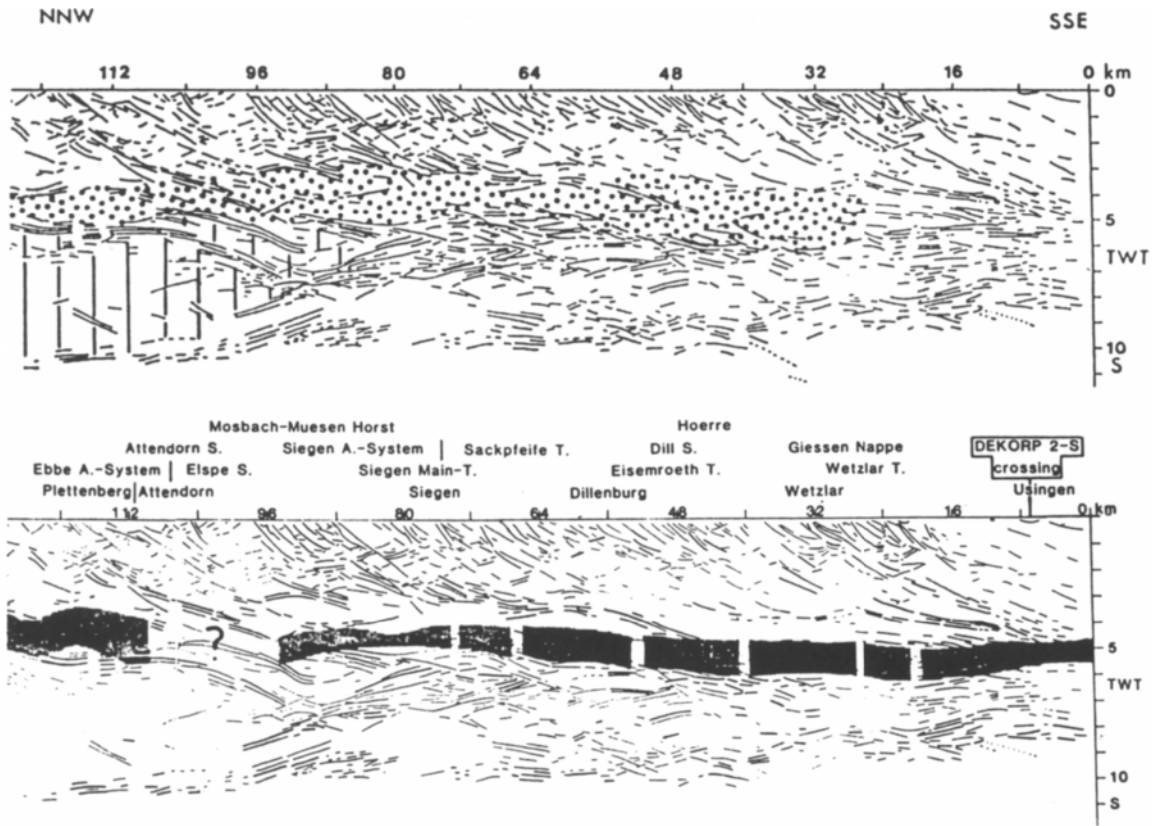 NNW SSE
112 96 80 64 48 32 16 0 km
0
5
TWT
10
S
Mosbach-Muesen Horst Hoerre
Attendorn S. Siegen A.-System Sackpfeife T. Dill S. Giessen Nappe DEKORP 2-S
Ebbe A.-System Elspe S. Siegen Main-T. Eisemroeth T. Wetzlar T. crossing
Plettenberg Attendorn Siegen Dillenburg Wetzlar Usingen
112 96 80 64 48 32 16 0 km
?
5
TWT
10
S